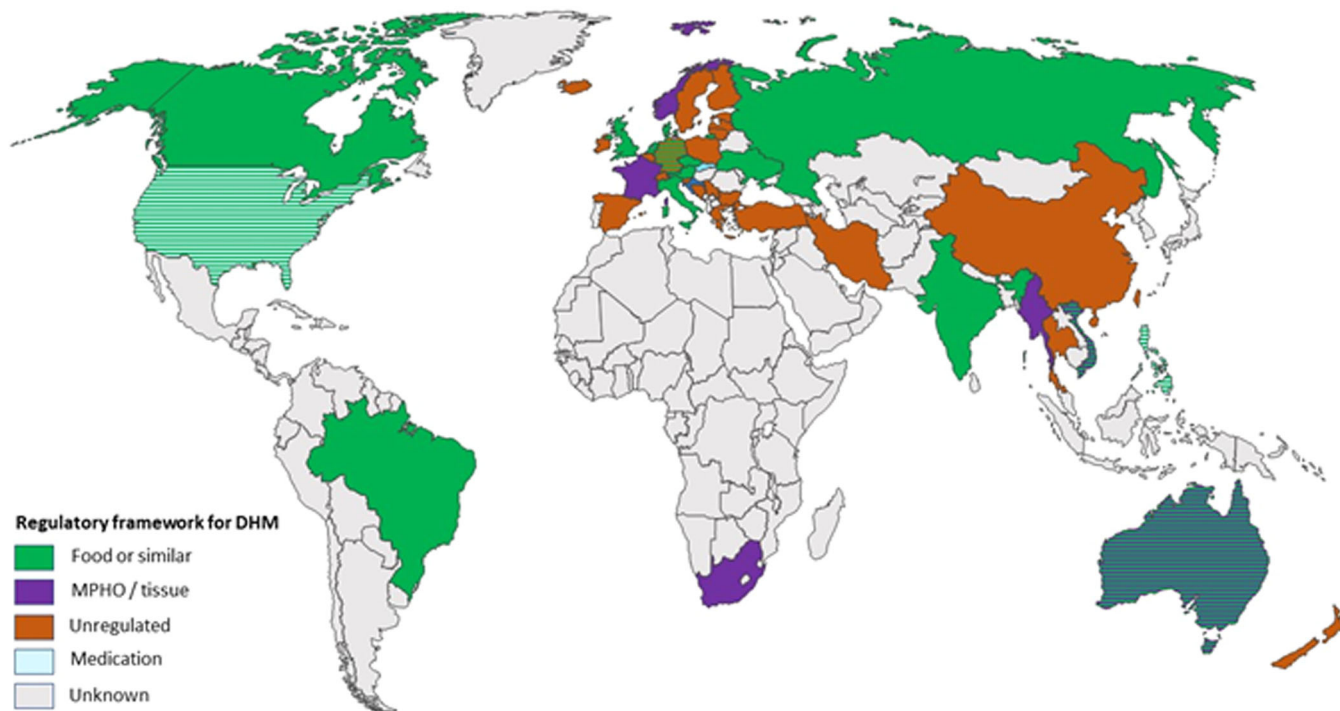 Regulatory framework for DHM
Food or similar
MPHO / tissue
Unregulated
Medication
Unknown